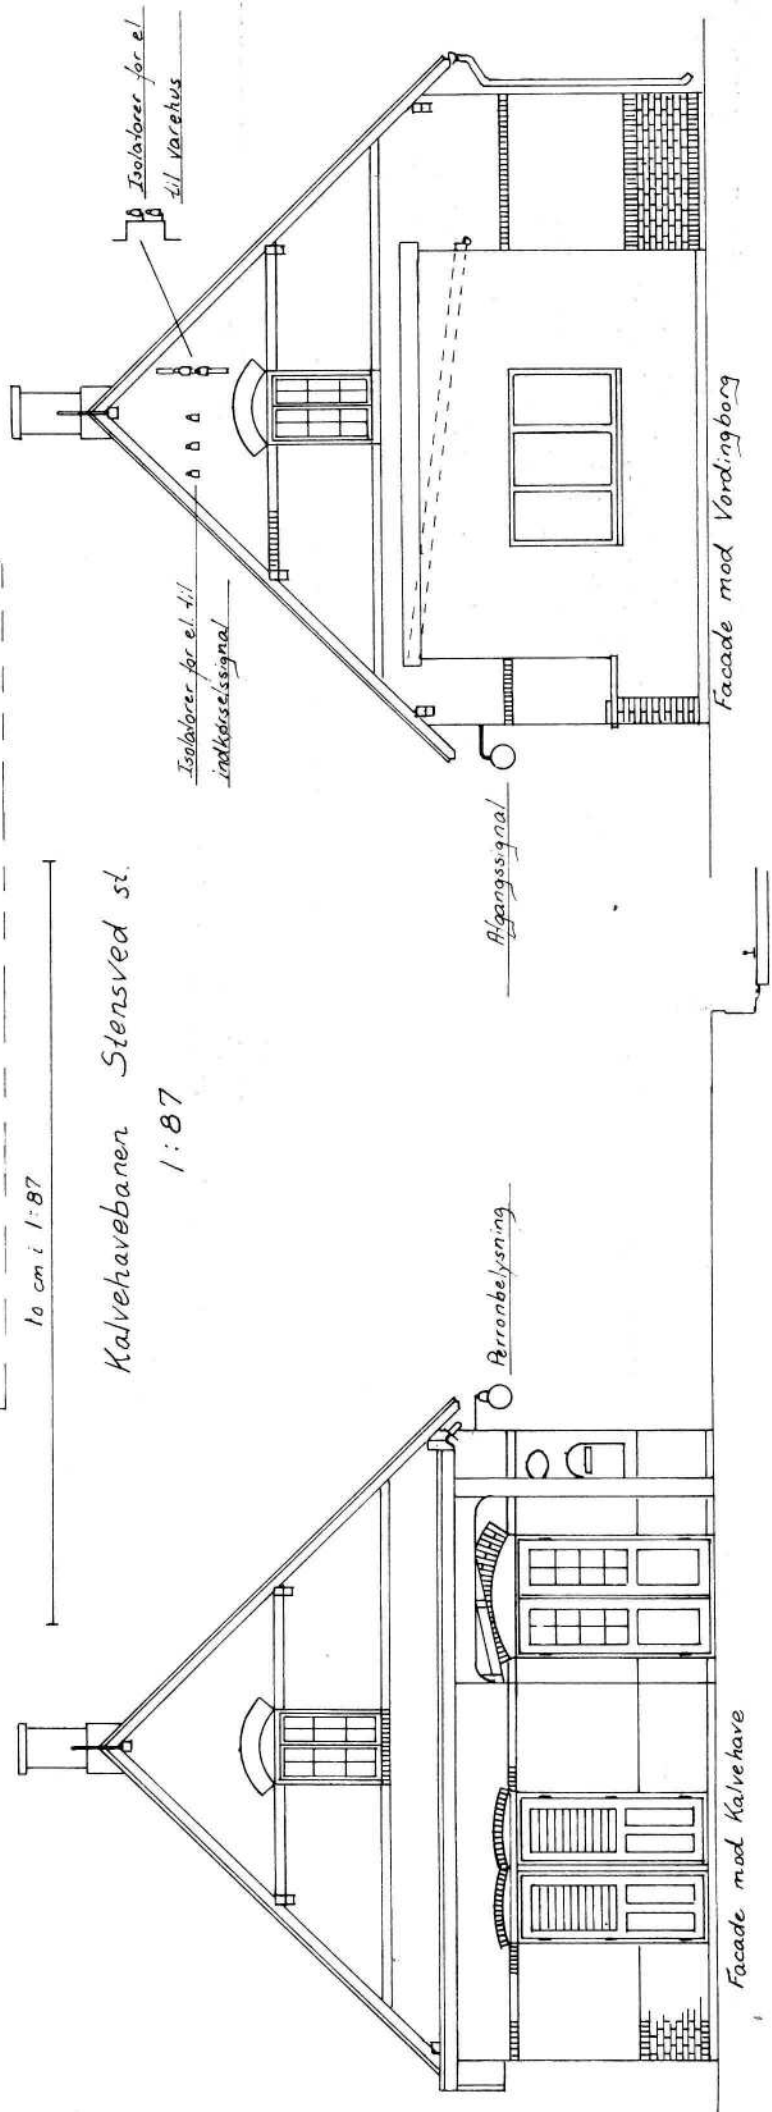 10 cm i 1:87
Kalvehavebanen Stensved st.
1:87
Isolatorer for el
til varehus
Isolatorer for el. til
indkørselssignal
Afgangssignal
Perronbelysning
Facade mod Kalvehave
Facade mod Vordingborg